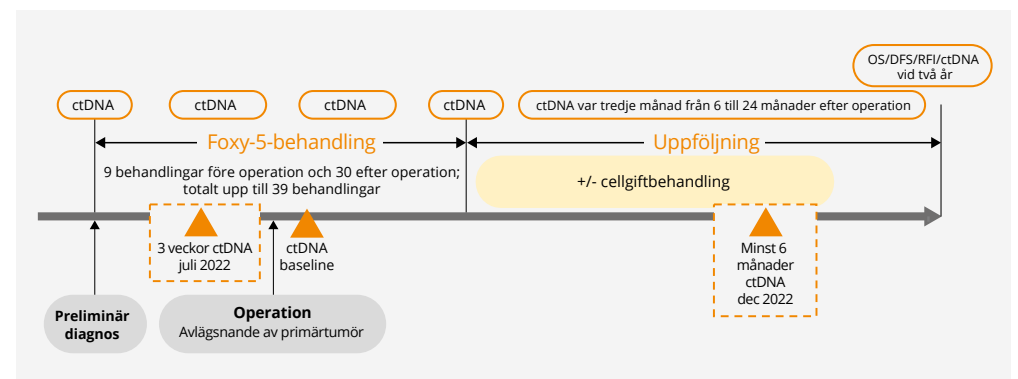 OS/DFS/RFI/ctDNA
vid två år
ctDNA
ctDNA
ctDNA
ctDNA
ctDNA var tredje månad från 6 till 24 månader efter operation
Foxy-5-behandling
Uppföljning
9 behandlingar före operation och 30 efter operation;
totalt upp till 39 behandlingar
+/- cellgiftbehandling
3 veckor ctDNA
juli 2022
ctDNA
baseline
Minst 6
månader
ctDNA
dec 2022
Preliminär
diagnos
Operation
Avlägsnande av primärtumör